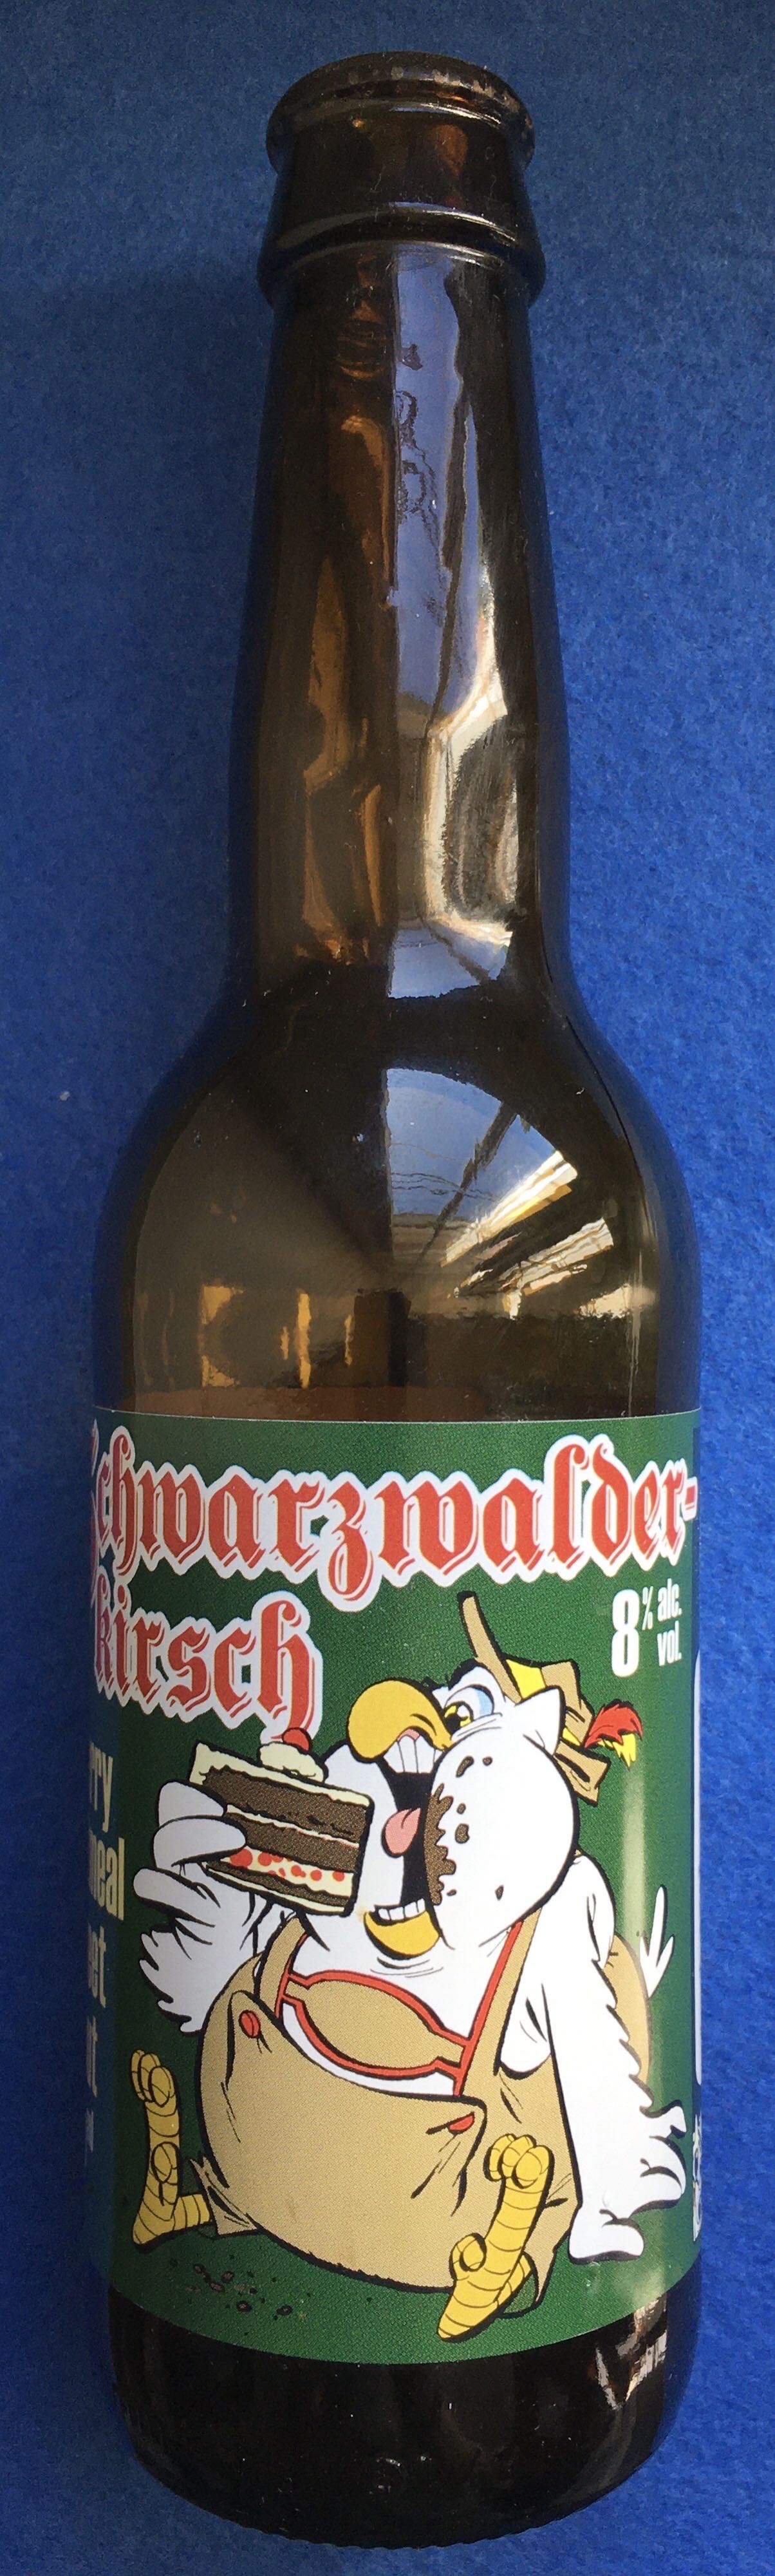 Schwarzwalder-
kirsch
8% alc.
vol.